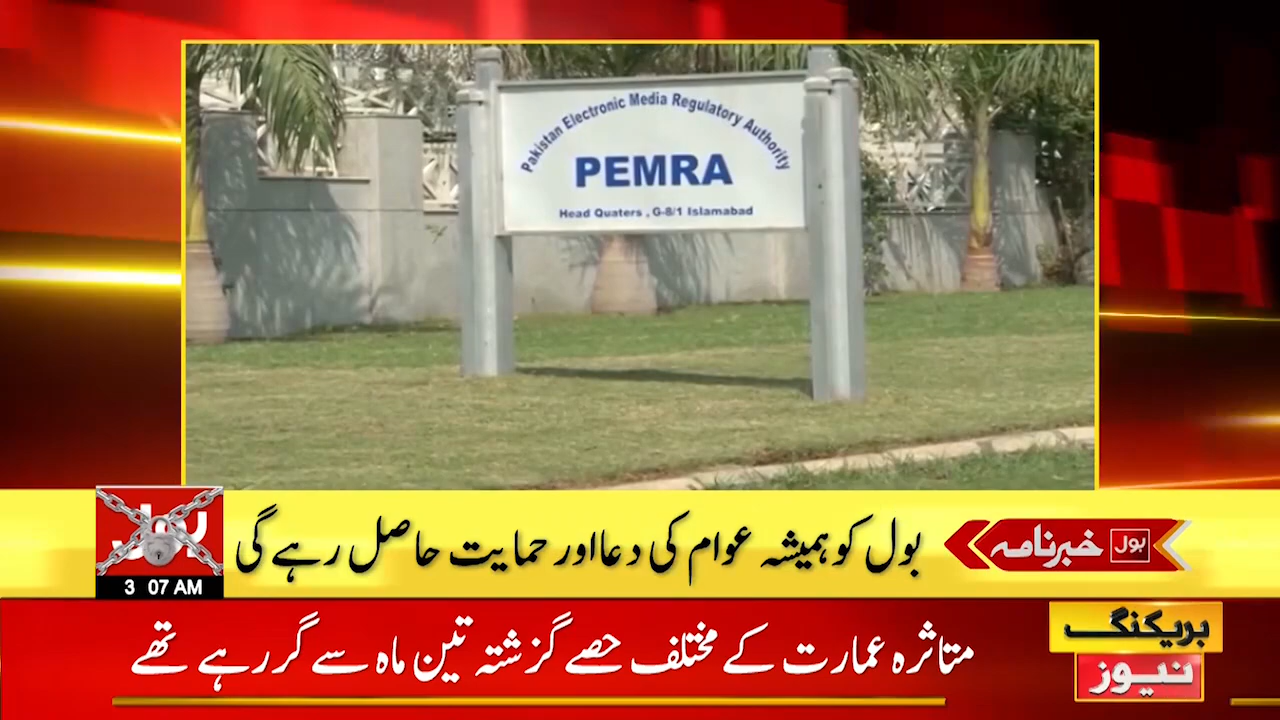 Pakistan Electronic Media Regulatory Authority
PEMRA
Head Quaters , G-8/1 Islamabad
بول کو ہمیشہ عوام کی دعا اور حمایت حاصل رہے گی
بول
خبرنامہ
بول
3 07 AM
متاثرہ عمارت کے مختلف حصے گزشتہ تین ماہ سے گر رہے تھے
بریکنگ
نیوز